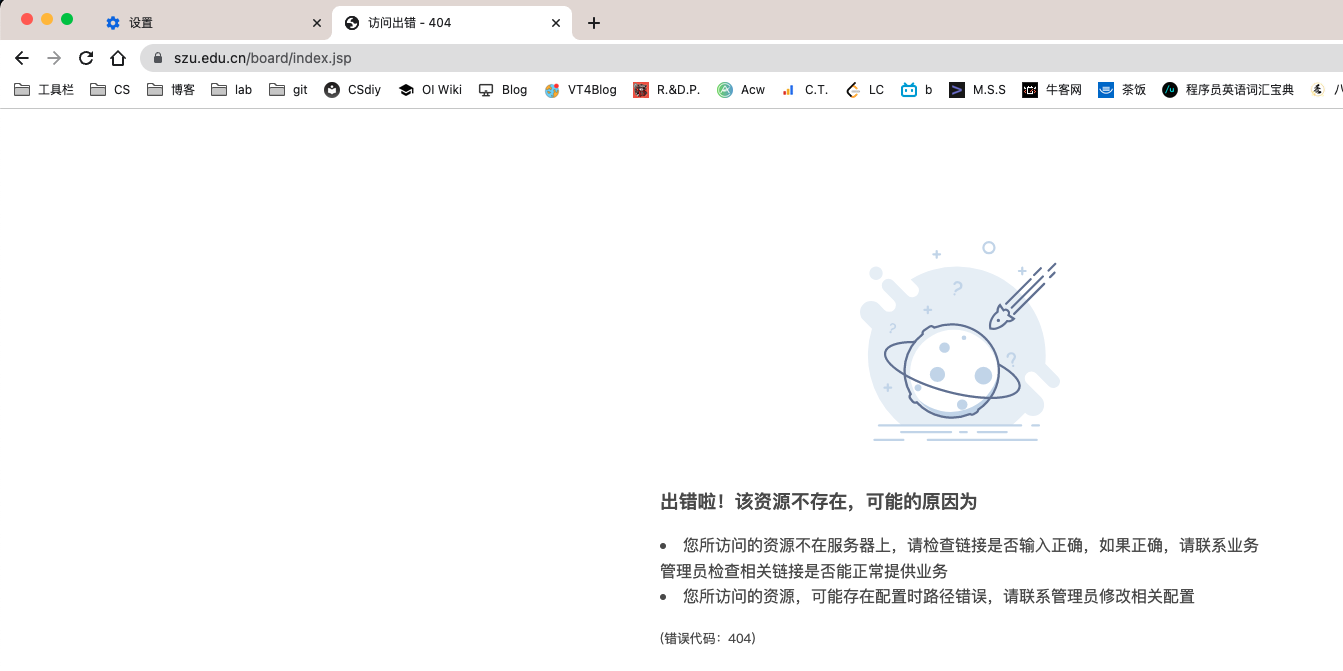 设置
访问出错 - 404
szu.edu.cn/board/index.jsp
工具栏 CS 博客 lab git CSdiy OI Wiki Blog VT4Blog R.&D.P. Acw C.T. LC b M.S.S 牛客网 茶饭 程序员英语词汇宝典
出错啦！该资源不存在，可能的原因为
• 您所访问的资源不在服务器上，请检查链接是否输入正确，如果正确，请联系业务
管理员检查相关链接是否能正常提供业务
• 您所访问的资源，可能存在配置时路径错误，请联系管理员修改相关配置
(错误代码：404)